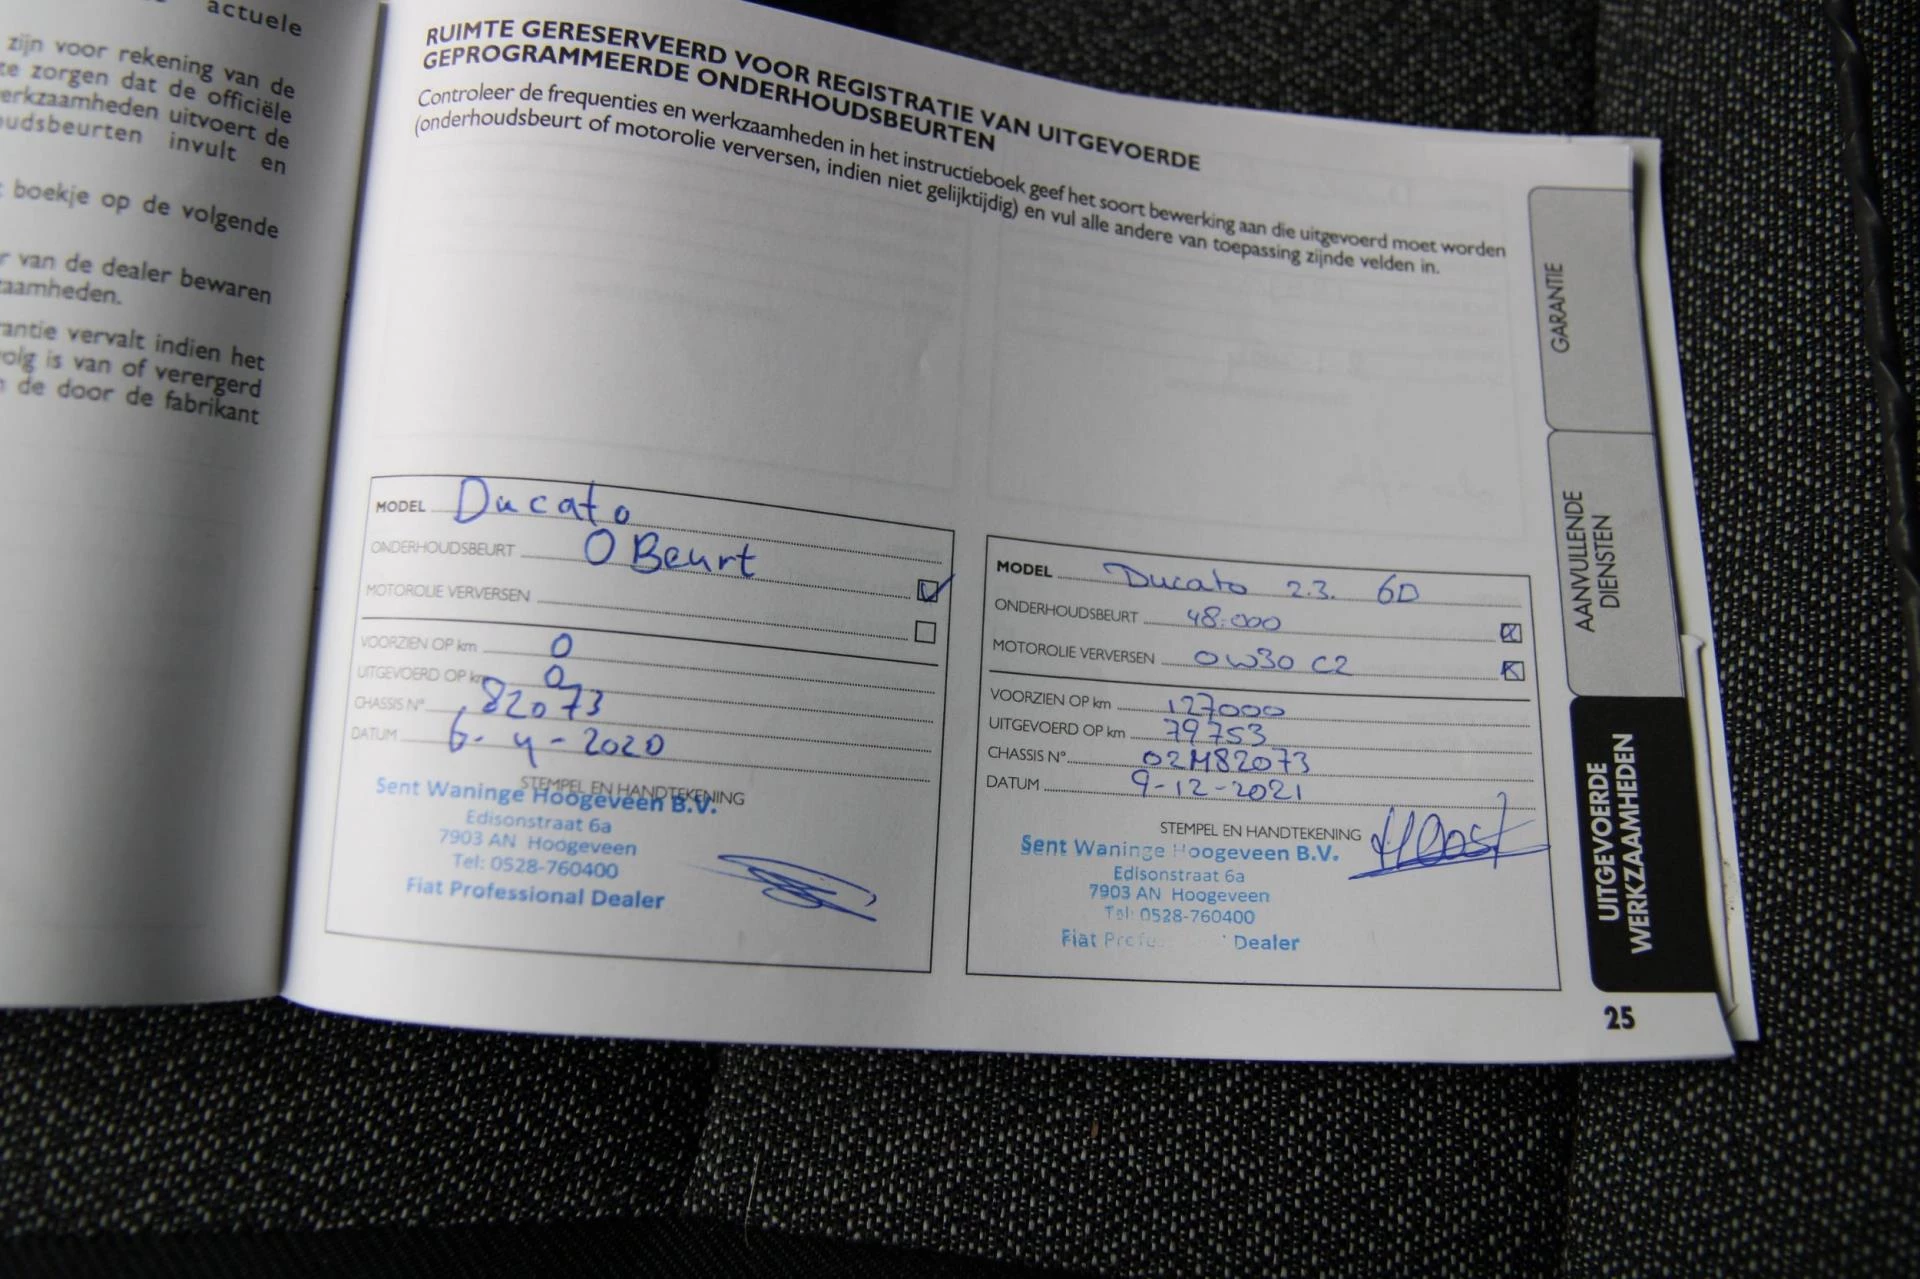 actuele
zijn voor rekening van de
te zorgen dat de officiële
erkzaamheden uitvoert de
oudsbeurten invult en
boekje op de volgende
r van de dealer bewaren
aamheden.
antie vervalt indien het
olg is van of verergerd
de door de fabrikant
RUIMTE GERESERVEERD VOOR REGISTRATIE VAN UITGEVOERDE
GEPROGRAMMEERDE ONDERHOUDSBEURTEN
Controleer de frequenties en werkzaamheden in het instructieboek geef het soort bewerking aan die uitgevoerd moet worden
(onderhoudsbeurt of motorolie verversen, indien niet gelijktijdig) en vul alle andere van toepassing zijnde velden in.
MODEL Ducato
ONDERHOUDSBEURT O Beurt
MOTOROLIE VERVERSEN
VOORZIEN OP km 0
UITGEVOERD OP km 0
CHASSIS N° 82073
DATUM 6-4-2020
STEMPEL EN HANDTEKENING
Sent Waninge Hoogeveen B.V.
Edisonstraat 6a
7903 AN Hoogeveen
Tel: 0528-760400
Fiat Professional Dealer
MODEL Ducato 2.3. 6D
ONDERHOUDSBEURT 48.000
MOTOROLIE VERVERSEN 0W30 C2
VOORZIEN OP km 127000
UITGEVOERD OP km 79753
CHASSIS N° 02M82073
DATUM 9-12-2021
STEMPEL EN HANDTEKENING
Sent Waninge Hoogeveen B.V.
Edisonstraat 6a
7903 AN Hoogeveen
Tel: 0528-760400
Fiat Dealer
GARANTIE
AANVULLENDE
DIENSTEN
UITGEVOERDE
WERKZAAMHEDEN
25